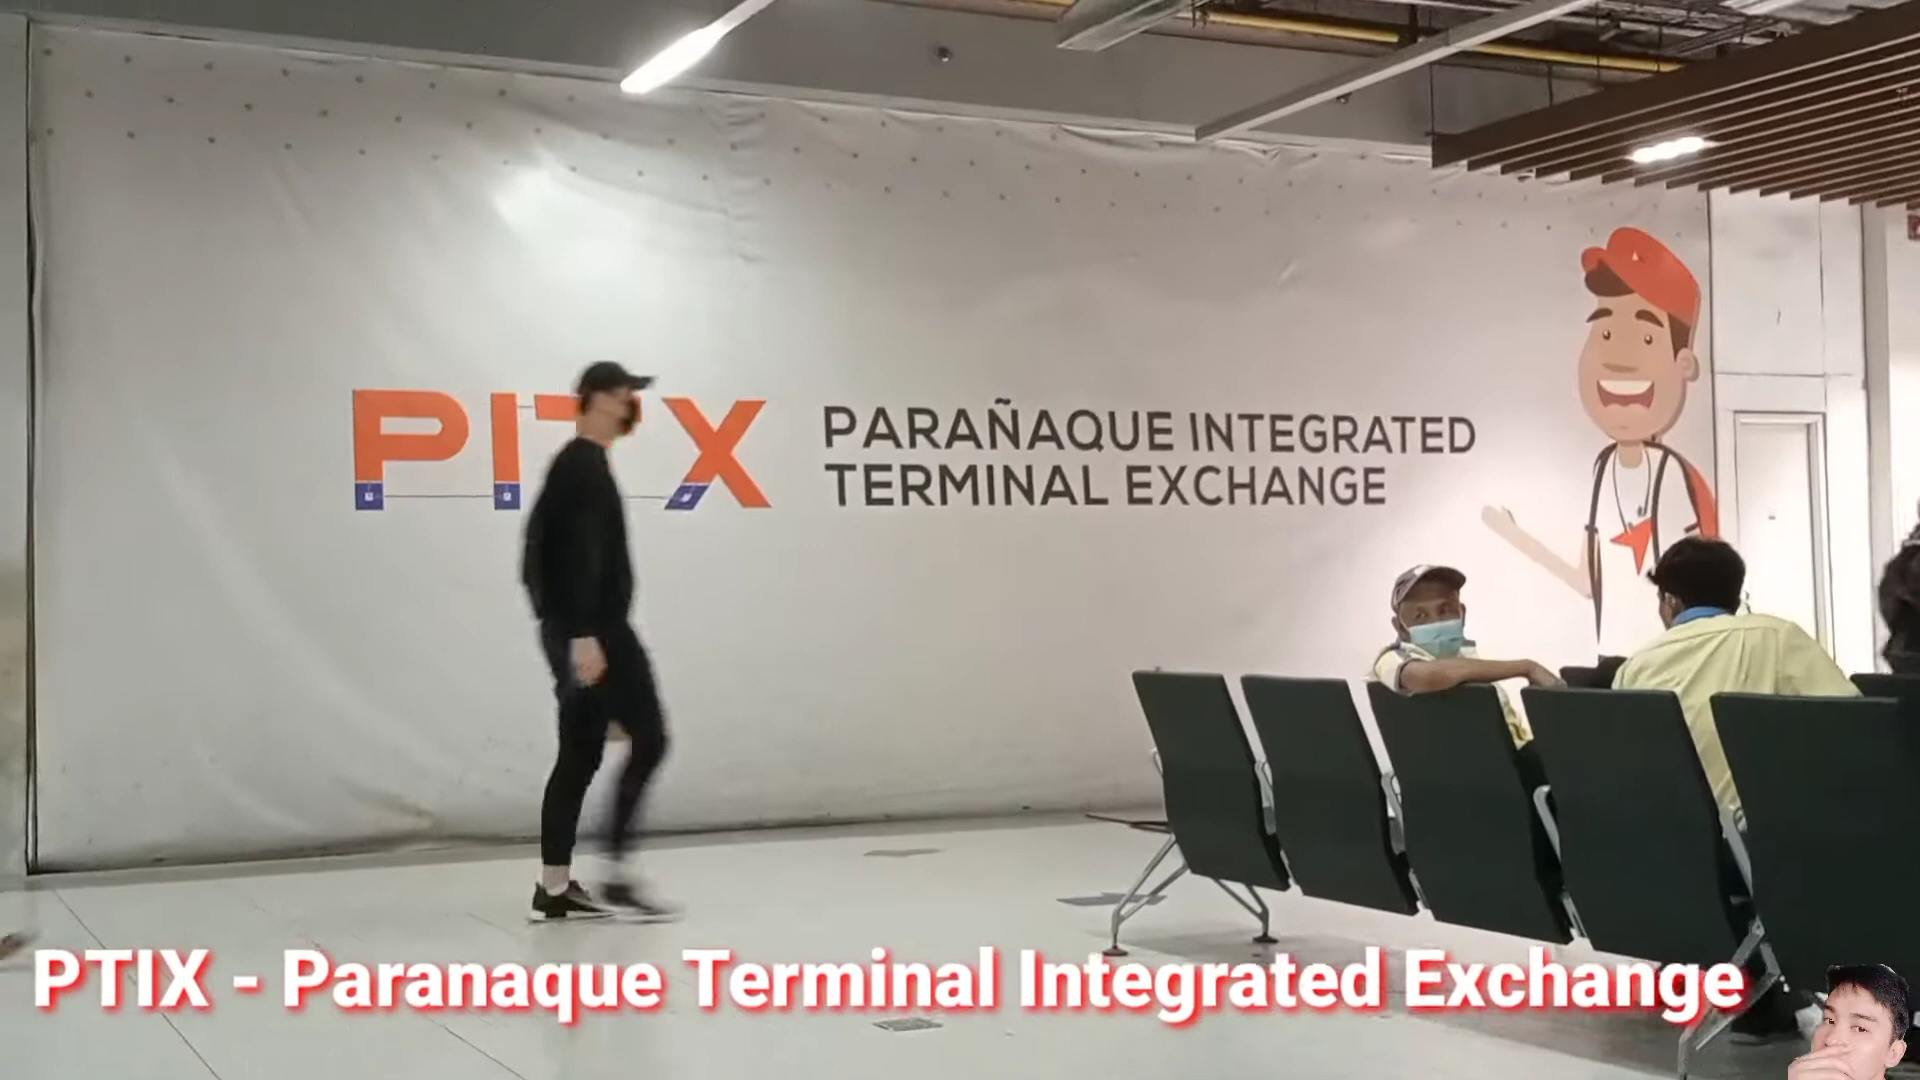 PITX
PARAÑAQUE INTEGRATED
TERMINAL EXCHANGE
PTIX - Paranaque Terminal Integrated Exchange